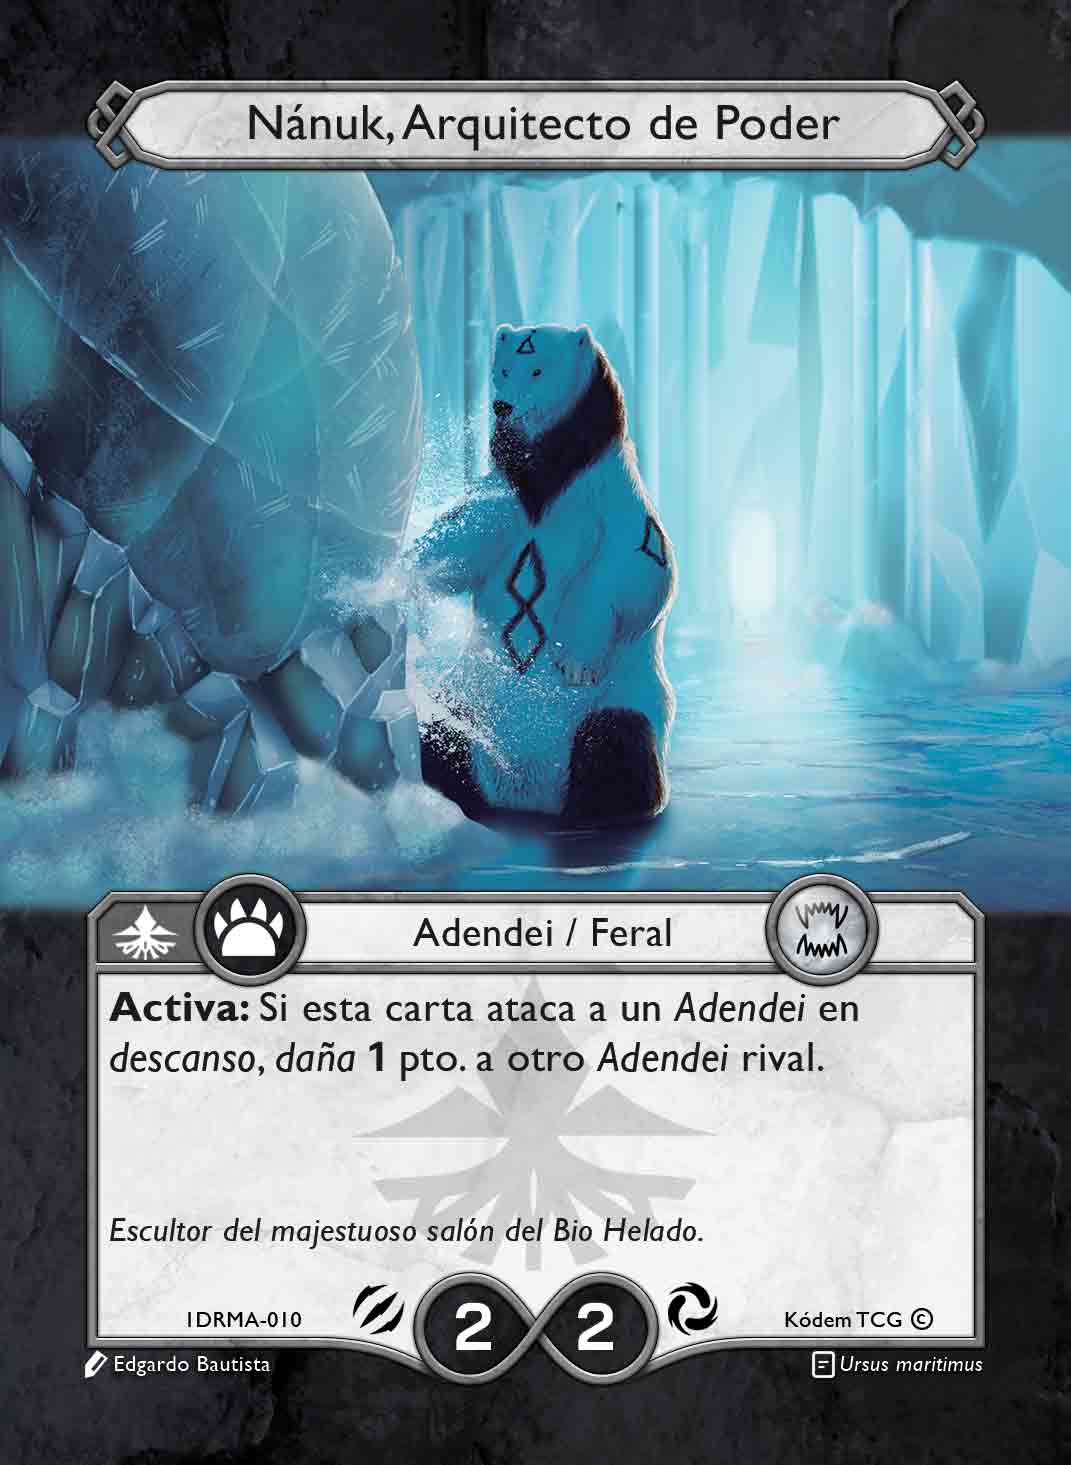 Nánuk, Arquitecto de Poder
Adendei / Feral
Activa: Si esta carta ataca a un Adendei en
descanso, daña 1 pto. a otro Adendei rival.
Escultor del majestuoso salón del Bio Helado.
1DRMA-010
2 2
Kódem TCG ©
Edgardo Bautista
Ursus maritimus